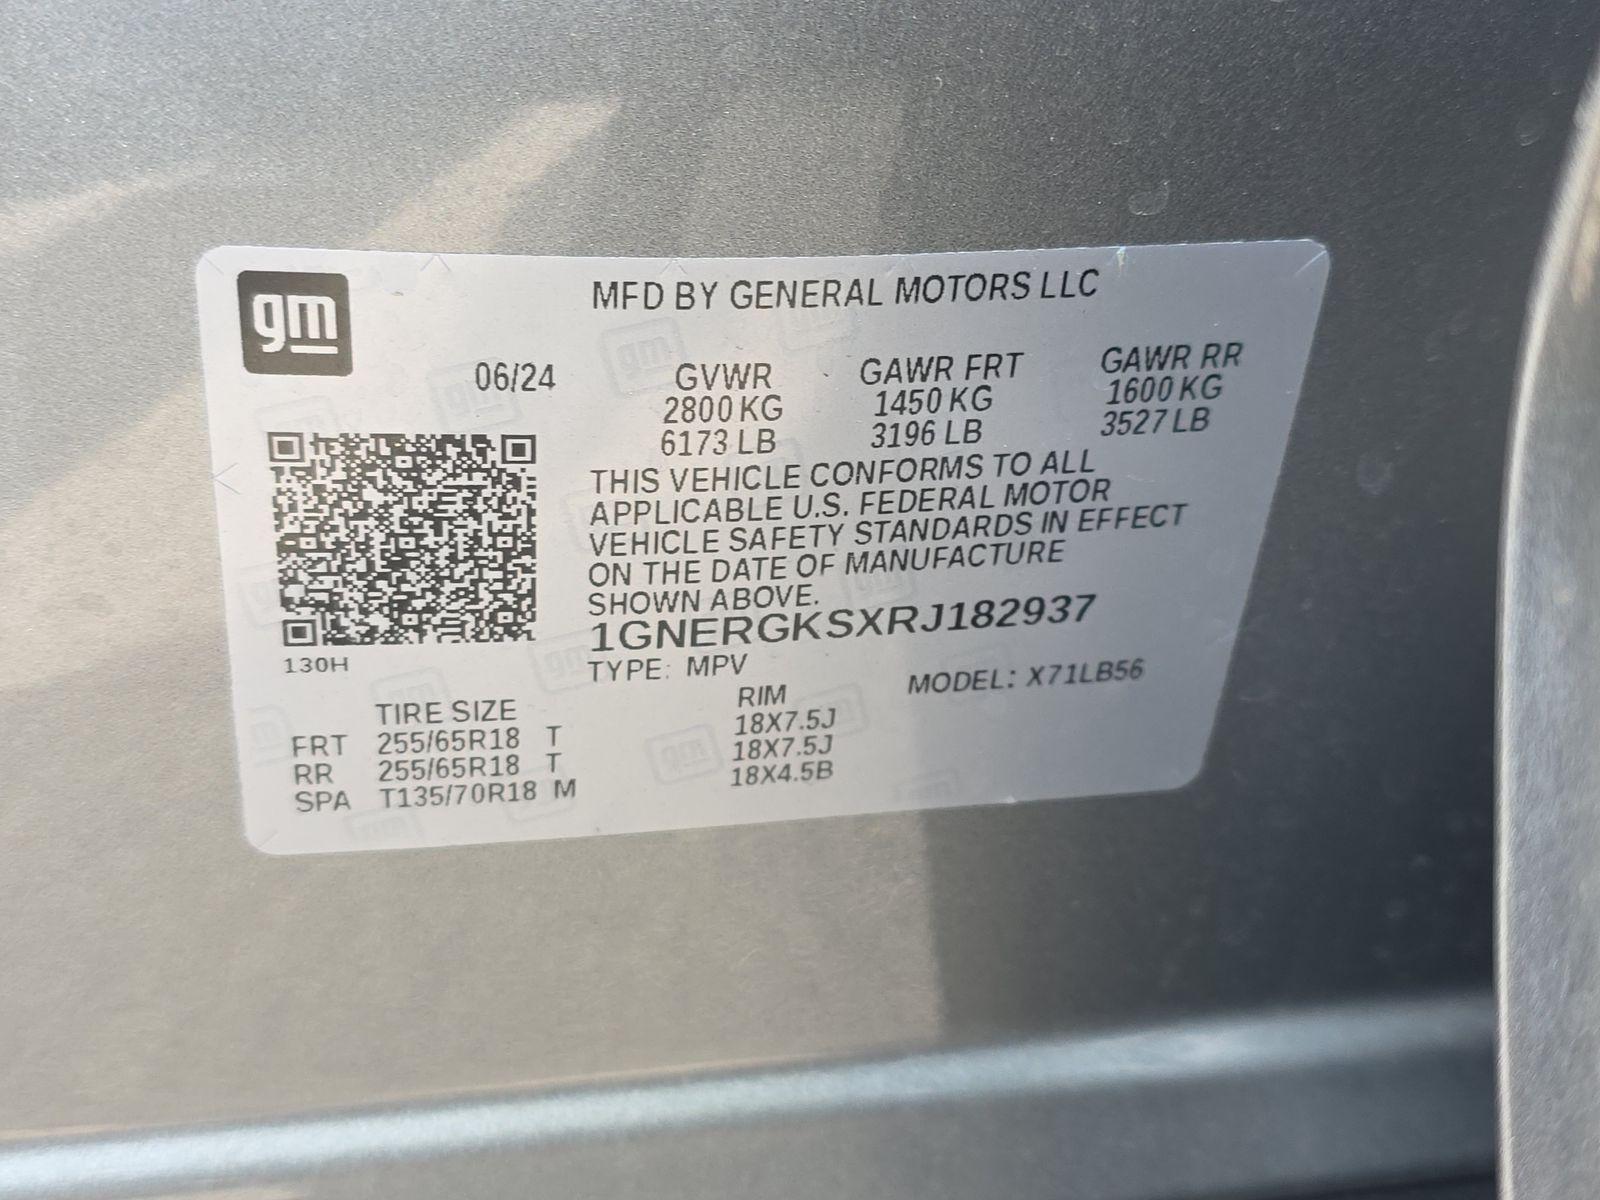 gm
MFD BY GENERAL MOTORS LLC
06/24
GVWR GAWR FRT GAWR RR
2800 KG 1450 KG 1600 KG
6173 LB 3196 LB 3527 LB
THIS VEHICLE CONFORMS TO ALL
APPLICABLE U.S. FEDERAL MOTOR
VEHICLE SAFETY STANDARDS IN EFFECT
ON THE DATE OF MANUFACTURE
SHOWN ABOVE.
1GNERGKSXRJ182937
130H
TYPE: MPV MODEL: X71LB56
TIRE SIZE RIM
FRT 255/65R18 T 18X7.5J
RR 255/65R18 T 18X7.5J
SPA T135/70R18 M 18X4.5B